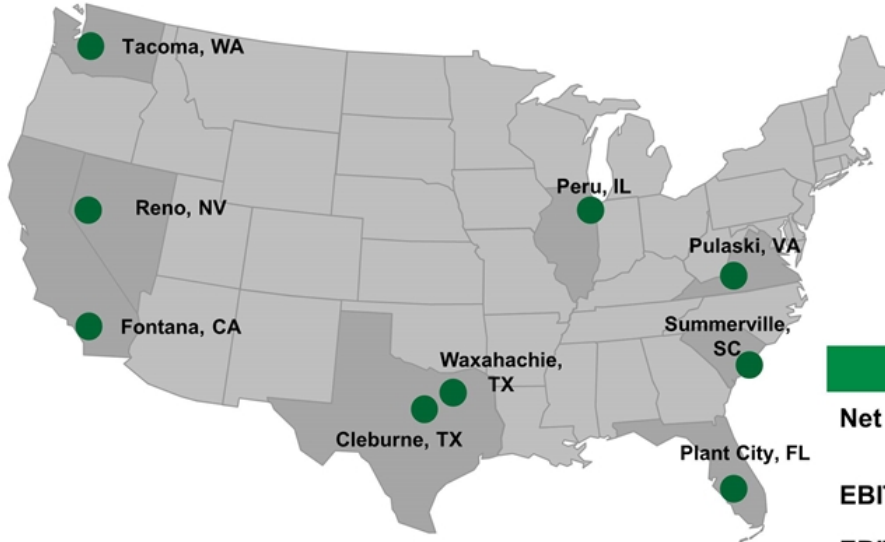 Tacoma, WA
Peru, IL
Reno, NV
Pulaski, VA
Fontana, CA
Summerville,
SC
Waxahachie,
TX
Cleburne, TX
Plant City, FL
Net